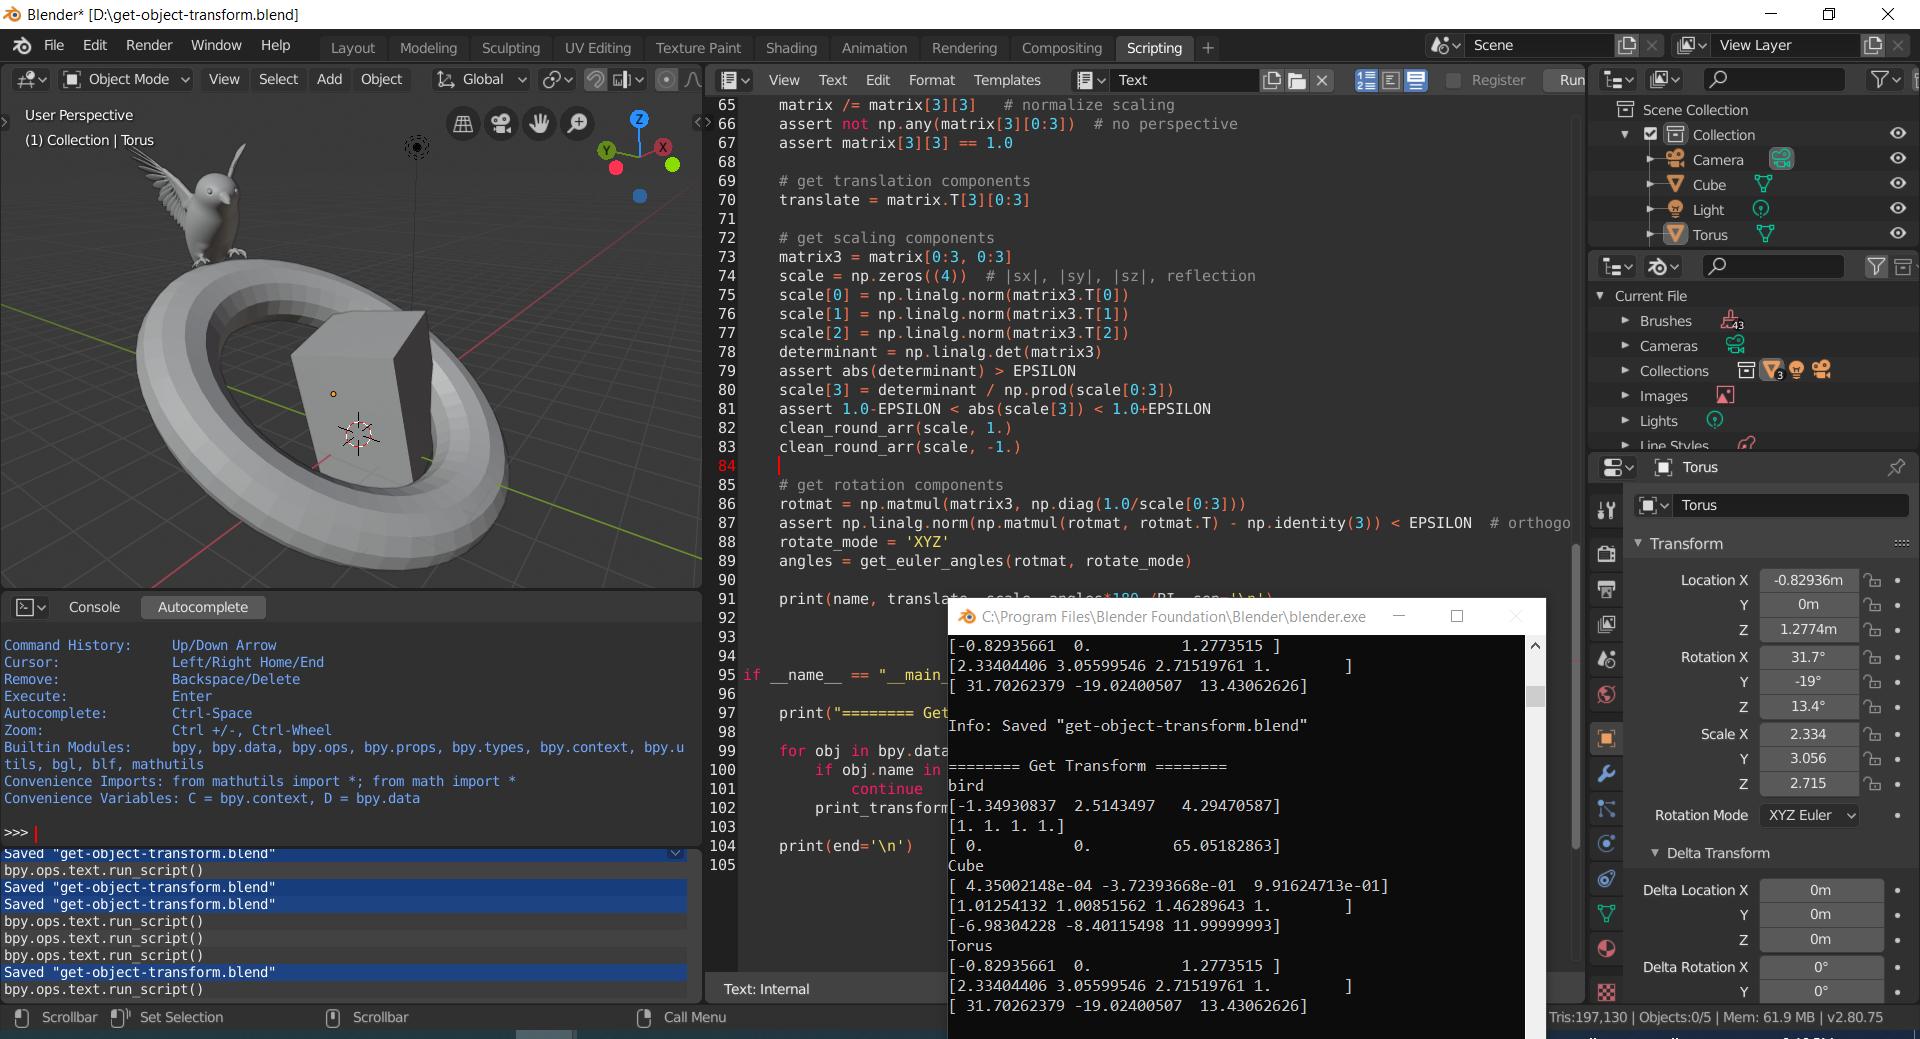 Blender* [D:\get-object-transform.blend]
File Edit Render Window Help
Layout Modeling Sculpting UV Editing Texture Paint Shading Animation Rendering Compositing Scripting +
Scene
View Layer
Object Mode View Select Add Object Global
User Perspective
(1) Collection | Torus
Z
Y
X
View Text Edit Format Templates
Text
Register
Run
65 matrix /= matrix[3][3]   # normalize scaling
66 assert not np.any(matrix[3][0:3])  # no perspective
67 assert matrix[3][3] == 1.0
68
69 # get translation components
70 translate = matrix.T[3][0:3]
71
72 # get scaling components
73 matrix3 = matrix[0:3, 0:3]
74 scale = np.zeros((4))  # |sx|, |sy|, |sz|, reflection
75 scale[0] = np.linalg.norm(matrix3.T[0])
76 scale[1] = np.linalg.norm(matrix3.T[1])
77 scale[2] = np.linalg.norm(matrix3.T[2])
78 determinant = np.linalg.det(matrix3)
79 assert abs(determinant) > EPSILON
80 scale[3] = determinant / np.prod(scale[0:3])
81 assert 1.0-EPSILON < abs(scale[3]) < 1.0+EPSILON
82 clean_round_arr(scale, 1.)
83 clean_round_arr(scale, -1.)
84
85 # get rotation components
86 rotmat = np.matmul(matrix3, np.diag(1.0/scale[0:3]))
87 assert np.linalg.norm(np.matmul(rotmat, rotmat.T) - np.identity(3)) < EPSILON  # orthogo
88 rotate_mode = 'XYZ'
89 angles = get_euler_angles(rotmat, rotate_mode)
90
91 print(name, translate, scale, angles*180./PI, sep='\n')
92
93
94
95 if __name__ == "__main_
96
97 print("======== Get
98
99 for obj in bpy.data
100 if obj.name in
101 continue
102 print_transform
103
104 print(end='\n')
105
Text: Internal
C:\Program Files\Blender Foundation\Blender\blender.exe
[-0.82935661  0.          1.2773515 ]
[2.33404406 3.05599546 2.71519761 1.        ]
[ 31.70262379 -19.02400507  13.43062626]
Info: Saved "get-object-transform.blend"
======== Get Transform ========
bird
[-1.34930837  2.5143497   4.29470587]
[1. 1. 1. 1.]
[ 0.          0.         65.05182863]
Cube
[ 4.35002148e-04 -3.72393668e-01  9.91624713e-01]
[1.01254132 1.00851562 1.46289643 1.        ]
[-6.98304228 -8.40115498 11.99999993]
Torus
[-0.82935661  0.          1.2773515 ]
[2.33404406 3.05599546 2.71519761 1.        ]
[ 31.70262379 -19.02400507  13.43062626]
Console Autocomplete
Command History: Up/Down Arrow
Cursor: Left/Right Home/End
Remove: Backspace/Delete
Execute: Enter
Autocomplete: Ctrl-Space
Zoom: Ctrl +/-, Ctrl-Wheel
Builtin Modules: bpy, bpy.data, bpy.ops, bpy.props, bpy.types, bpy.context, bpy.u
tils, bgl, blf, mathutils
Convenience Imports: from mathutils import *; from math import *
Convenience Variables: C = bpy.context, D = bpy.data
>>>
Saved "get-object-transform.blend"
bpy.ops.text.run_script()
Saved "get-object-transform.blend"
Saved "get-object-transform.blend"
bpy.ops.text.run_script()
bpy.ops.text.run_script()
bpy.ops.text.run_script()
Saved "get-object-transform.blend"
bpy.ops.text.run_script()
Scene Collection
Collection
Camera
Cube
Light
Torus
Current File
Brushes 43
Cameras
Collections 3
Images
Lights
Line Styles
Torus
Torus
Transform
Location X -0.82936m
Y 0m
Z 1.2774m
Rotation X 31.7°
Y -19°
Z 13.4°
Scale X 2.334
Y 3.056
Z 2.715
Rotation Mode XYZ Euler
Delta Transform
Delta Location X 0m
Y 0m
Z 0m
Delta Rotation X 0°
Y 0°
Scrollbar Set Selection Scrollbar Call Menu
Tris:197,130 | Objects:0/5 | Mem: 61.9 MB | v2.80.75